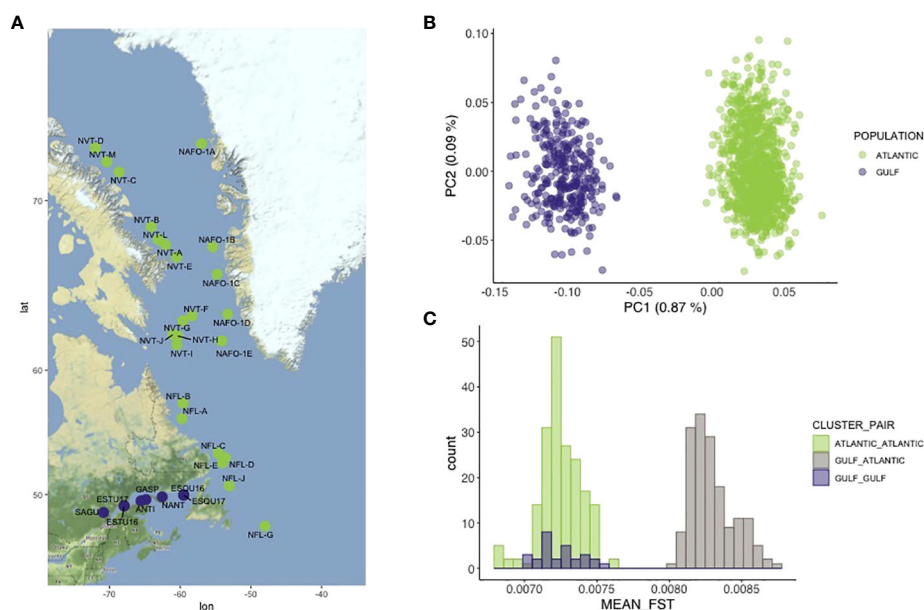 A
NVT-D
NVT-M
NVT-C
NAFO-1A
70
NVT-B
NVT-L
NVT-A
NVT-E
NAFO-1B
NAFO-1C
NVT-F
NVT-G
NAFO-1D
NVT-J
NVT-H
NVT-I
NAFO-1E
60
lat
NFL-B
NFL-A
NFL-C
NFL-E
NFL-D
NFL-J
50
ESTU17
GASP
ESQU16
SAGU
ANTI
NANT
ESQU17
ESTU16
NFL-G
-70 -60 -50 -40
lon
B
0.10
0.05
0.00
-0.05
PC2 (0.09 %)
-0.15 -0.10 -0.05 0.00 0.05
PC1 (0.87 %)
POPULATION
ATLANTIC
GULF
C
50
40
30
20
10
0
count
0.0070 0.0075 0.0080 0.0085
MEAN_FST
CLUSTER_PAIR
ATLANTIC_ATLANTIC
GULF_ATLANTIC
GULF_GULF